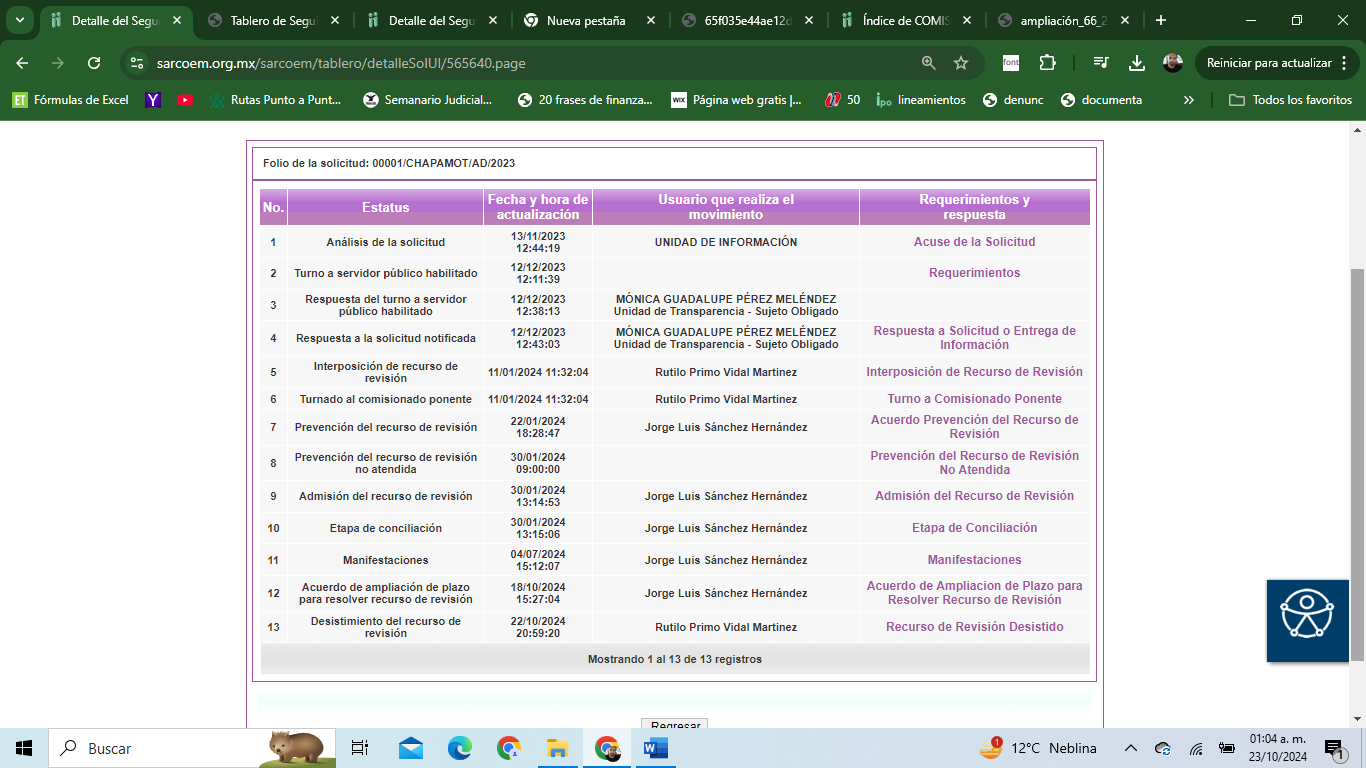 Detalle del Segui
Tablero de Segui
Detalle del Segui
Nueva pestaña
65f035e44ae12d
Índice de COMIS
ampliación_66_2
sarcoem.org.mx/sarcoem/tablero/detalleSolUI/565640.page
font
Reiniciar para actualizar
ET Fórmulas de Excel
Rutas Punto a Punt...
Semanario Judicial...
20 frases de finanza...
WIX Página web gratis |...
50
ipo lineamientos
denunc
documenta
Todos los favoritos
Folio de la solicitud: 00001/CHAPAMOT/AD/2023
No. Estatus Fecha y hora de actualización Usuario que realiza el movimiento Requerimientos y respuesta
1 Análisis de la solicitud 13/11/2023 12:44:19 UNIDAD DE INFORMACIÓN Acuse de la Solicitud
2 Turno a servidor público habilitado 12/12/2023 12:11:39 Requerimientos
3 Respuesta del turno a servidor público habilitado 12/12/2023 12:38:13 MÓNICA GUADALUPE PÉREZ MELÉNDEZ Unidad de Transparencia - Sujeto Obligado
4 Respuesta a la solicitud notificada 12/12/2023 12:43:03 MÓNICA GUADALUPE PÉREZ MELÉNDEZ Unidad de Transparencia - Sujeto Obligado Respuesta a Solicitud o Entrega de Información
5 Interposición de recurso de revisión 11/01/2024 11:32:04 Rutilo Primo Vidal Martinez Interposición de Recurso de Revisión
6 Turnado al comisionado ponente 11/01/2024 11:32:04 Rutilo Primo Vidal Martinez Turno a Comisionado Ponente
7 Prevención del recurso de revisión 22/01/2024 18:28:47 Jorge Luis Sánchez Hernández Acuerdo Prevención del Recurso de Revisión
8 Prevención del recurso de revisión no atendida 30/01/2024 09:00:00 Prevención del Recurso de Revisión No Atendida
9 Admisión del recurso de revisión 30/01/2024 13:14:53 Jorge Luis Sánchez Hernández Admisión del Recurso de Revisión
10 Etapa de conciliación 30/01/2024 13:15:06 Jorge Luis Sánchez Hernández Etapa de Conciliación
11 Manifestaciones 04/07/2024 15:12:07 Jorge Luis Sánchez Hernández Manifestaciones
12 Acuerdo de ampliación de plazo para resolver recurso de revisión 18/10/2024 15:27:04 Jorge Luis Sánchez Hernández Acuerdo de Ampliacion de Plazo para Resolver Recurso de Revisión
13 Desistimiento del recurso de revisión 22/10/2024 20:59:20 Rutilo Primo Vidal Martinez Recurso de Revisión Desistido
Mostrando 1 al 13 de 13 registros
Regresar
Buscar
1
12°C Neblina
01:04 a. m.
23/10/2024
1